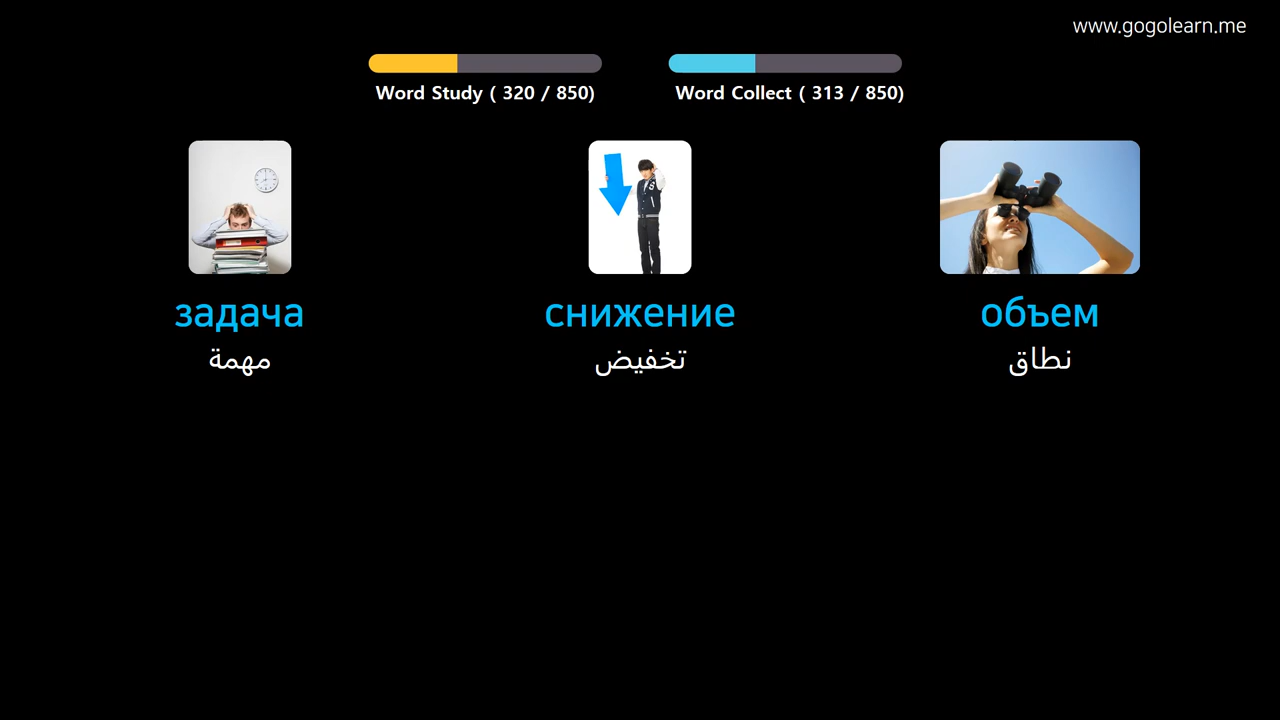 www.gogolearn.me
Word Study ( 320 / 850)
Word Collect ( 313 / 850)
задача
مهمة
снижение
تخفيض
объем
نطاق